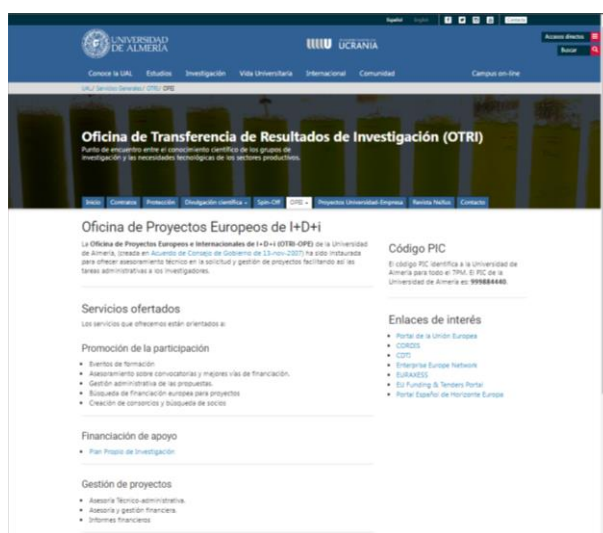 Español English
Contacto
UNIVERSIDAD
DE ALMERÍA
UCRANIA
Accesos directos
Buscar
Conoce la UAL Estudios Investigación Vida Universitaria Internacional Comunidad Campus on-line
UAL/ Servicios Generales/ OTRI/ OPE
Oficina de Transferencia de Resultados de Investigación (OTRI)
Punto de encuentro entre el conocimiento científico de los grupos de
investigación y las necesidades tecnológicas de los sectores productivos.
Inicio Contratos Protección Divulgación científica Spin-Off OPE Proyectos Universidad-Empresa Revista Nellus Contacto
Oficina de Proyectos Europeos de I+D+i
La Oficina de Proyectos Europeos e Internacionales de I+D+i (OTRI-OPE) de la Universidad
de Almería, (creada en Acuerdo de Consejo de Gobierno de 13-nov-2007) ha sido instaurada
para ofrecer asesoramiento técnico en la solicitud y gestión de proyectos facilitando así las
tareas administrativas a los investigadores.
Servicios ofertados
Los servicios que ofrecemos están orientados a:
Promoción de la participación
Eventos de formación
Asesoramiento sobre convocatorias y mejores vías de financiación.
Gestión administrativa de las propuestas.
Búsqueda de financiación europea para proyectos
Creación de consorcios y búsqueda de socios
Financiación de apoyo
Plan Propio de Investigación
Gestión de proyectos
Asesoría Técnico-administrativa.
Asesoría y gestión financiera.
Informes financieros
Código PIC
El código PIC identifica a la Universidad de
Almería para todo el 7PM. El PIC de la
Universidad de Almería es: 999884440.
Enlaces de interés
Portal de la Unión Europea
CORDIS
CDTI
Enterprise Europe Network
EURAXESS
EU Funding & Tenders Portal
Portal Español de Horizonte Europa